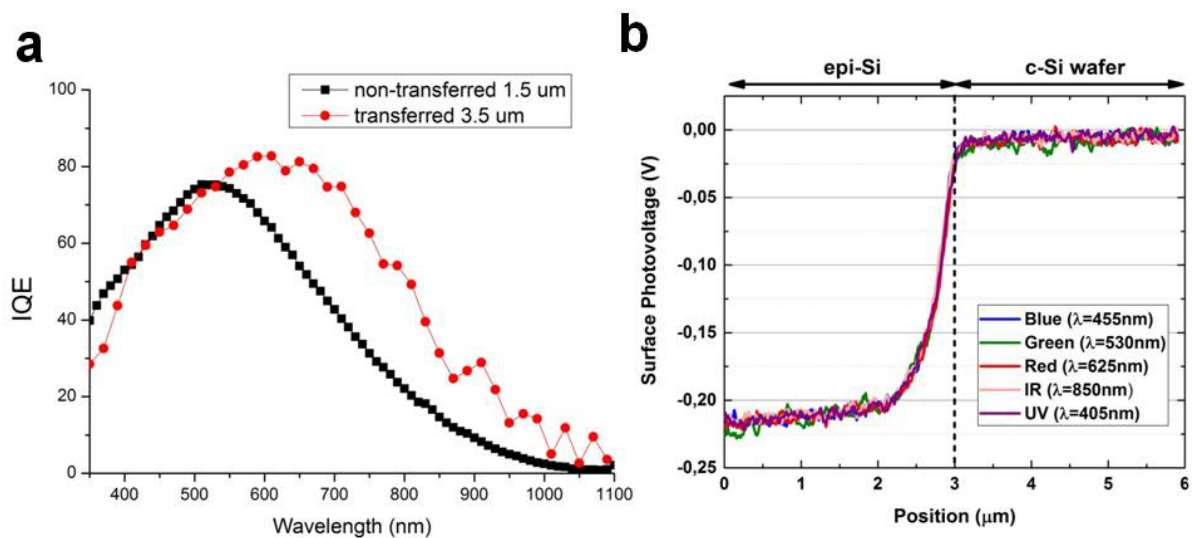 a
100
80
60
40
20
0
IQE
400 500 600 700 800 900 1000 1100
Wavelength (nm)
non-transferred 1.5 um
transferred 3.5 um
b
epi-Si
c-Si wafer
0,00
-0,05
-0,10
-0,15
-0,20
-0,25
Surface Photovoltage (V)
Blue (λ=455nm)
Green (λ=530nm)
Red (λ=625nm)
IR (λ=850nm)
UV (λ=405nm)
0 1 2 3 4 5 6
Position (μm)